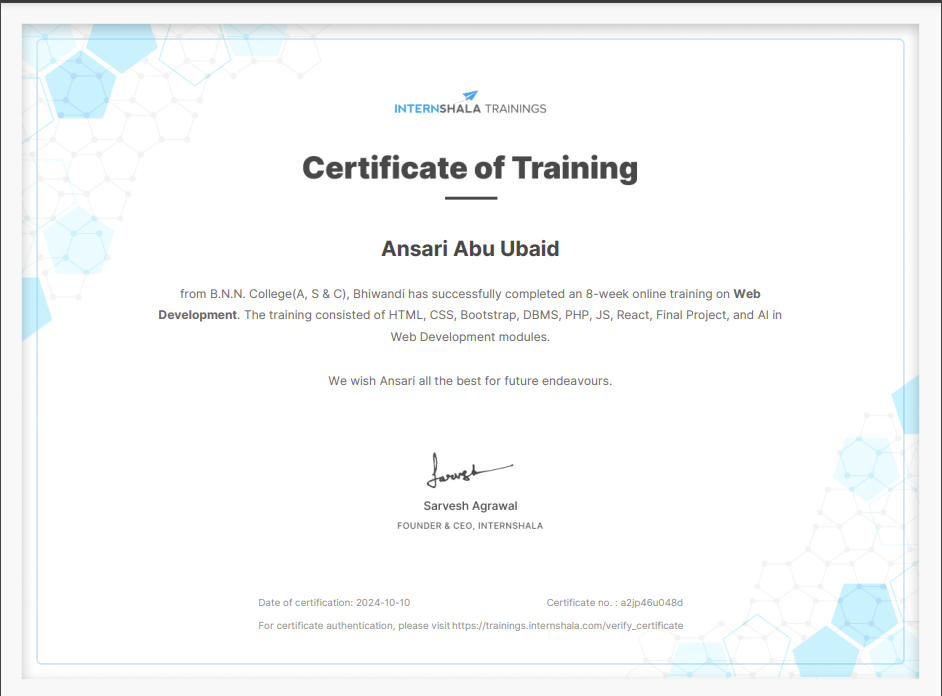 INTERNSHALA TRAININGS
Certificate of Training
Ansari Abu Ubaid
from B.N.N. College(A, S & C), Bhiwandi has successfully completed an 8-week online training on Web
Development. The training consisted of HTML, CSS, Bootstrap, DBMS, PHP, JS, React, Final Project, and AI in
Web Development modules.
We wish Ansari all the best for future endeavours.
Sarvesh
Sarvesh Agrawal
FOUNDER & CEO, INTERNSHALA
Date of certification: 2024-10-10 Certificate no. : a2jp46u048d
For certificate authentication, please visit https://trainings.internshala.com/verify_certificate